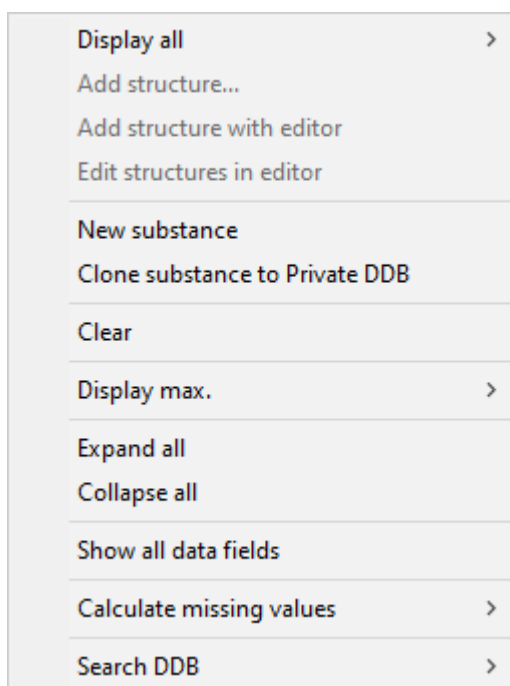 Display all
Add structure...
Add structure with editor
Edit structures in editor
New substance
Clone substance to Private DDB
Clear
Display max.
Expand all
Collapse all
Show all data fields
Calculate missing values
Search DDB